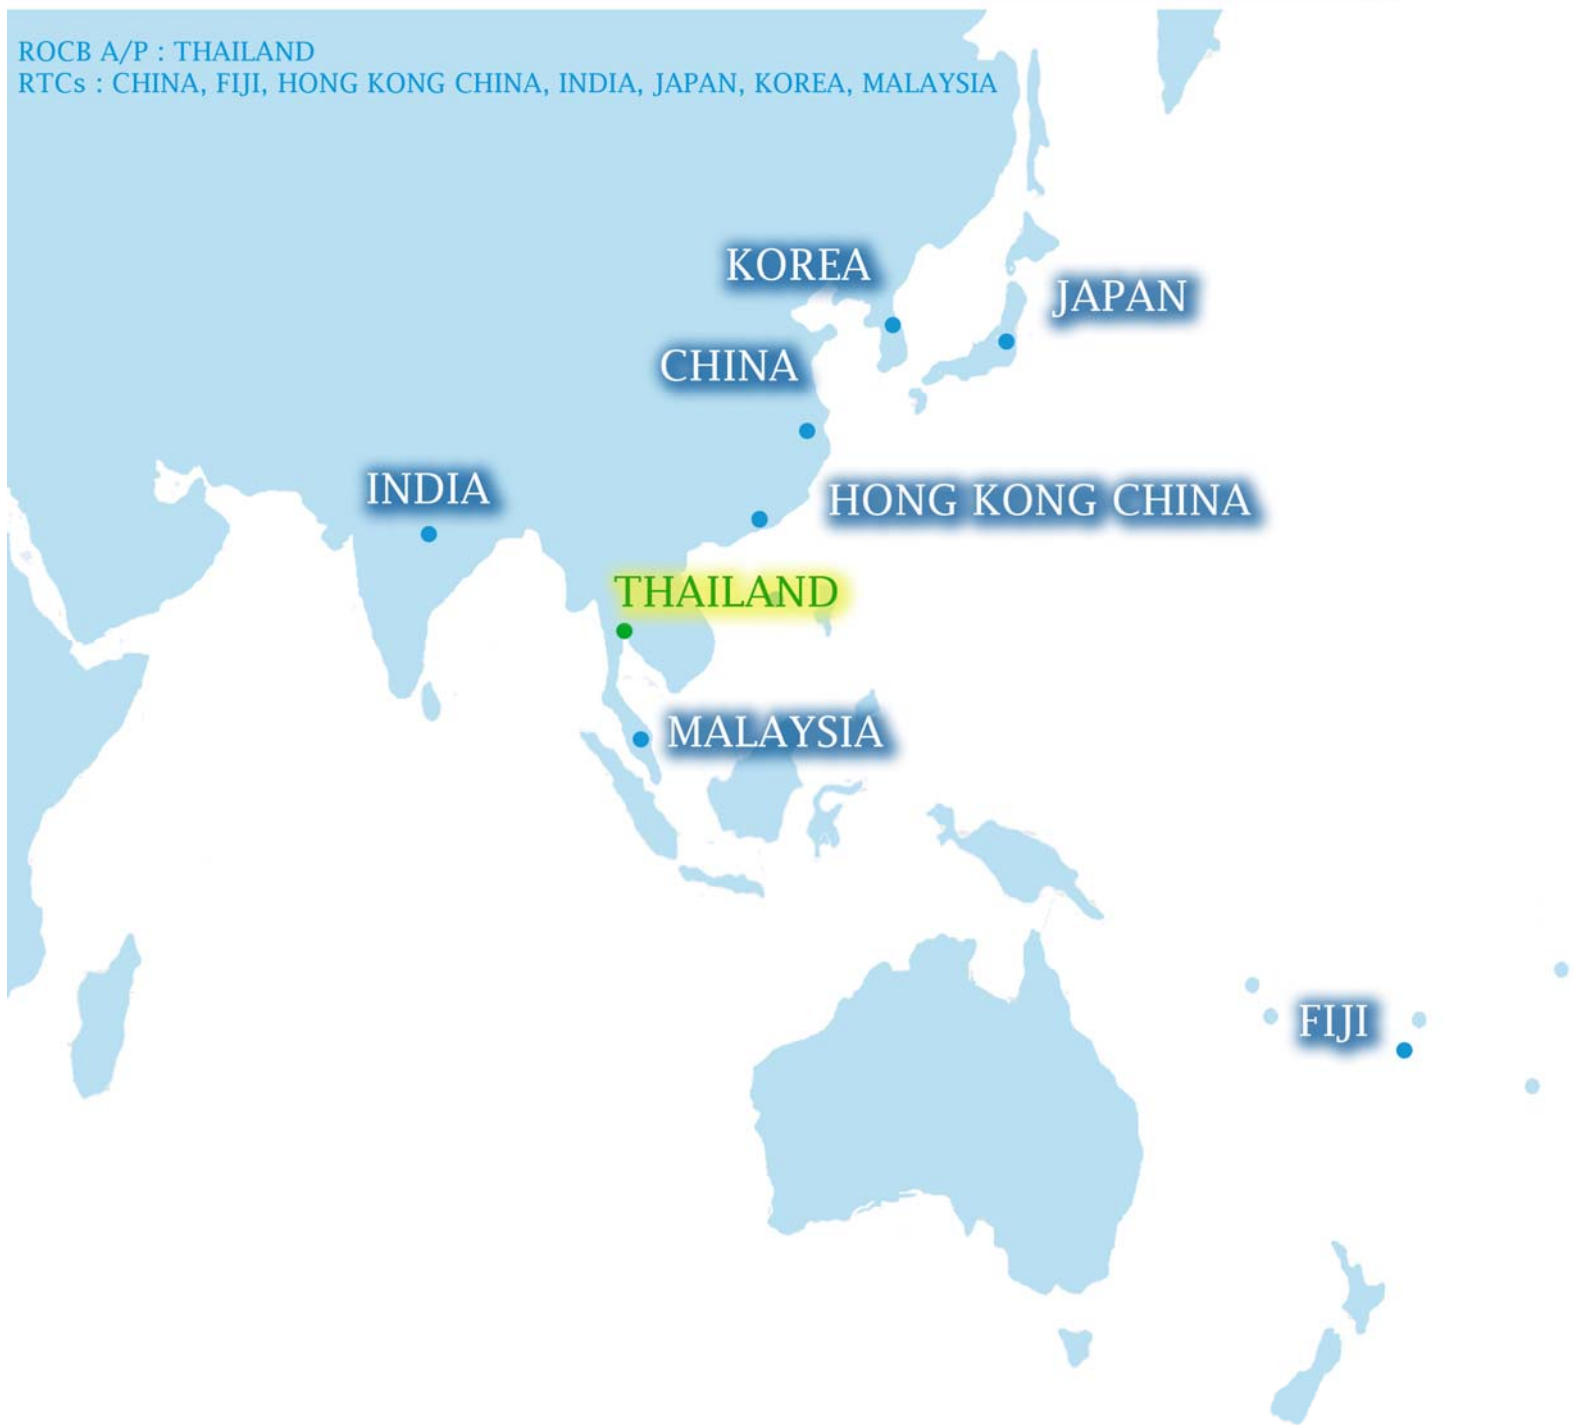 ROCB A/P : THAILAND
RTCs : CHINA, FIJI, HONG KONG CHINA, INDIA, JAPAN, KOREA, MALAYSIA
KOREA
JAPAN
CHINA
INDIA
HONG KONG CHINA
THAILAND
MALAYSIA
FIJI